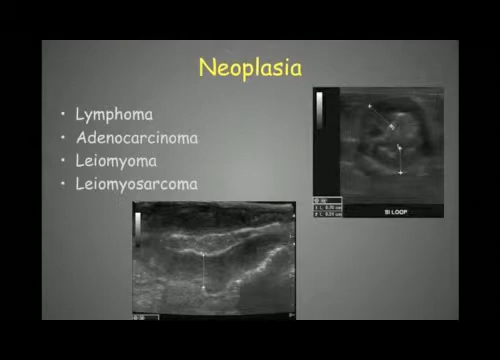 Neoplasia
• Lymphoma
• Adenocarcinoma
• Leiomyoma
• Leiomyosarcoma
SI LOOP